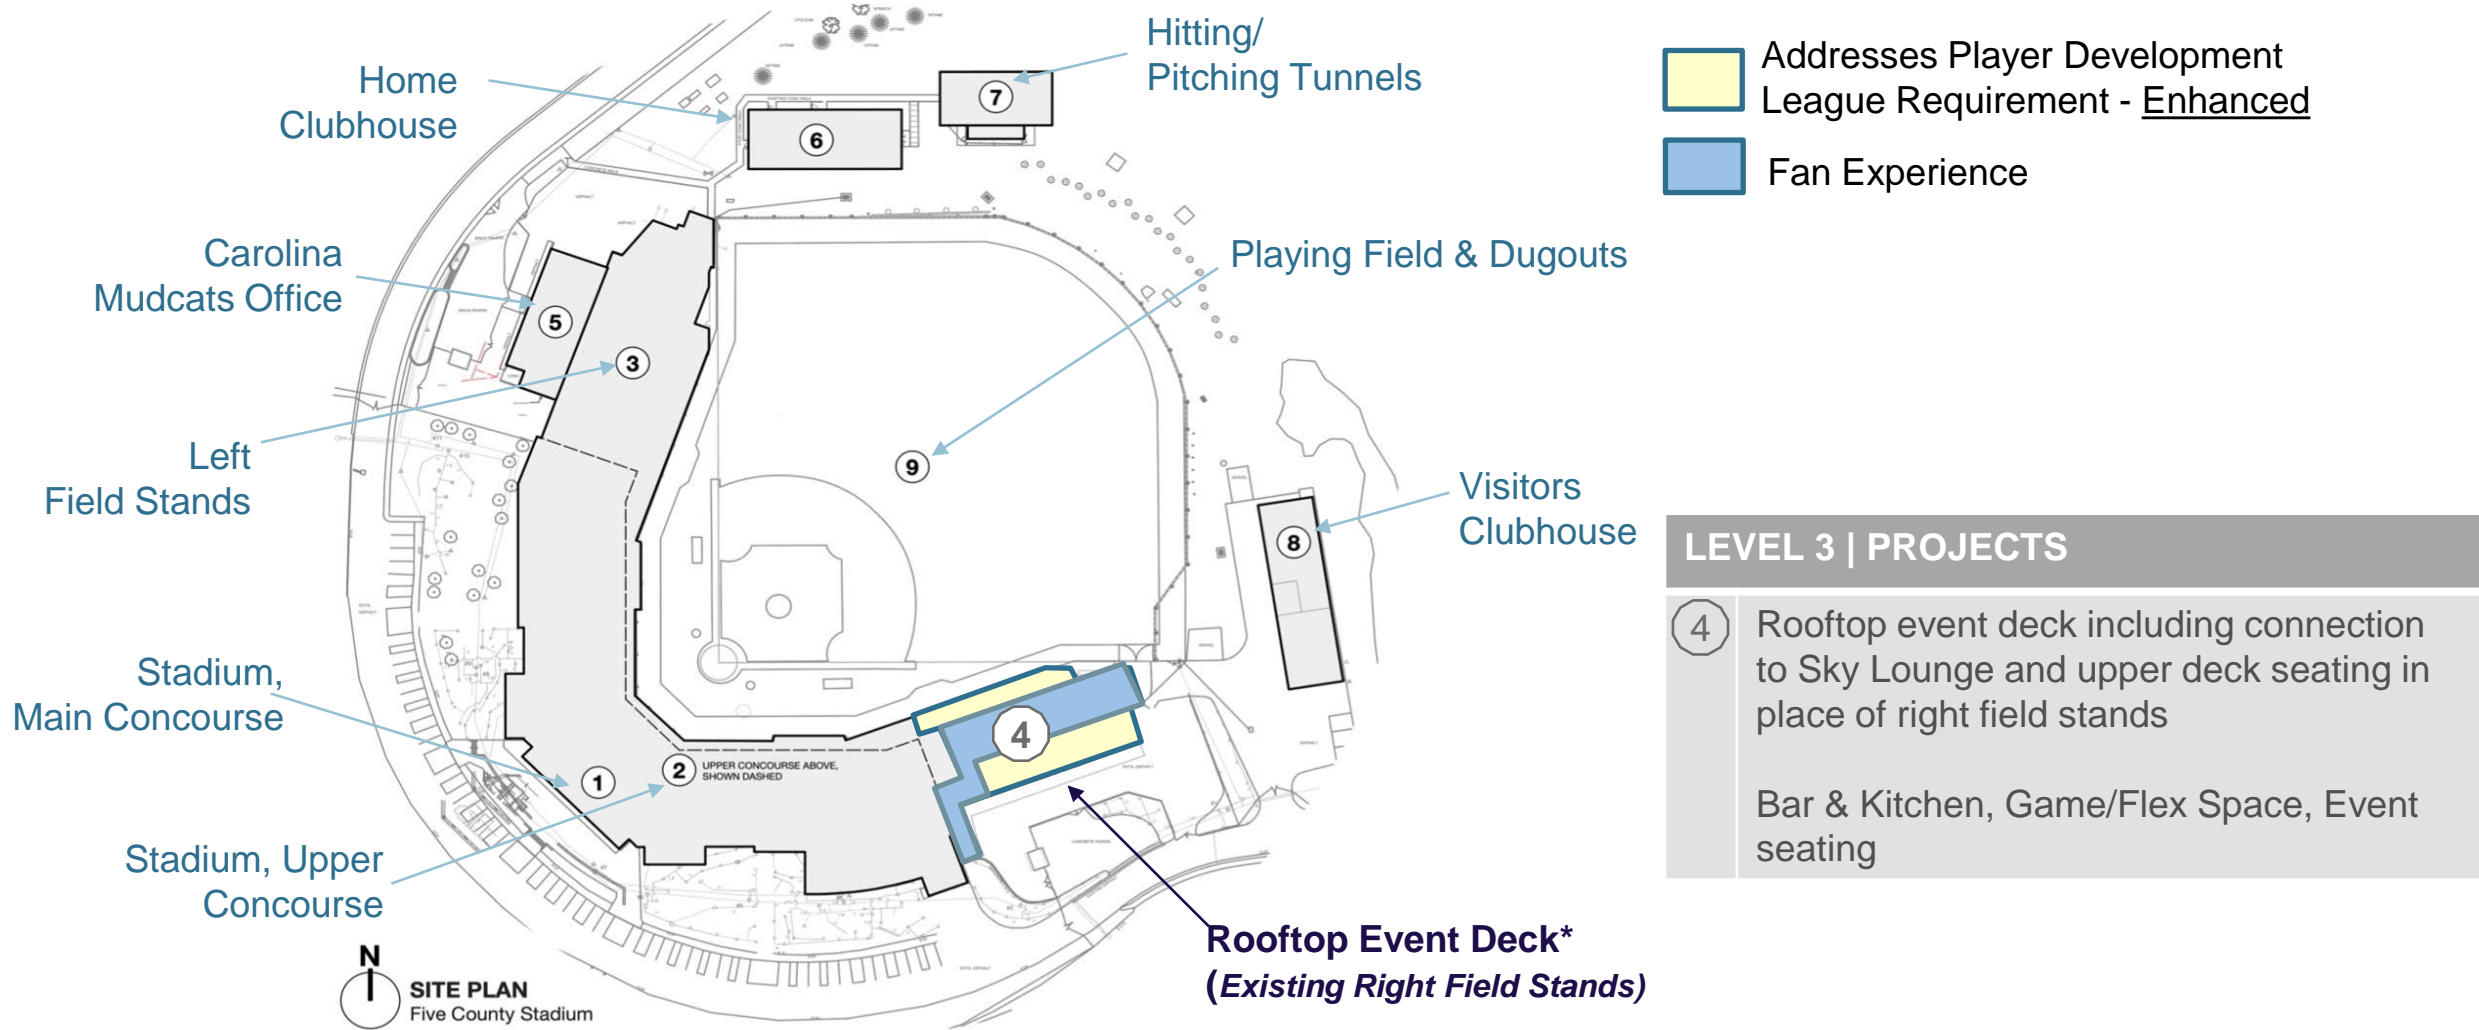 Hitting/
Pitching Tunnels
Home
Clubhouse
7
6
Addresses Player Development
League Requirement - Enhanced
Fan Experience
Carolina
Mudcats Office
5
3
Playing Field & Dugouts
9
Left
Field Stands
Visitors
Clubhouse
8
LEVEL 3 | PROJECTS
4
Rooftop event deck including connection
to Sky Lounge and upper deck seating in
place of right field stands
Bar & Kitchen, Game/Flex Space, Event
seating
Stadium,
Main Concourse
1
2
UPPER CONCOURSE ABOVE,
SHOWN DASHED
4
Stadium, Upper
Concourse
Rooftop Event Deck*
(Existing Right Field Stands)
N
SITE PLAN
Five County Stadium